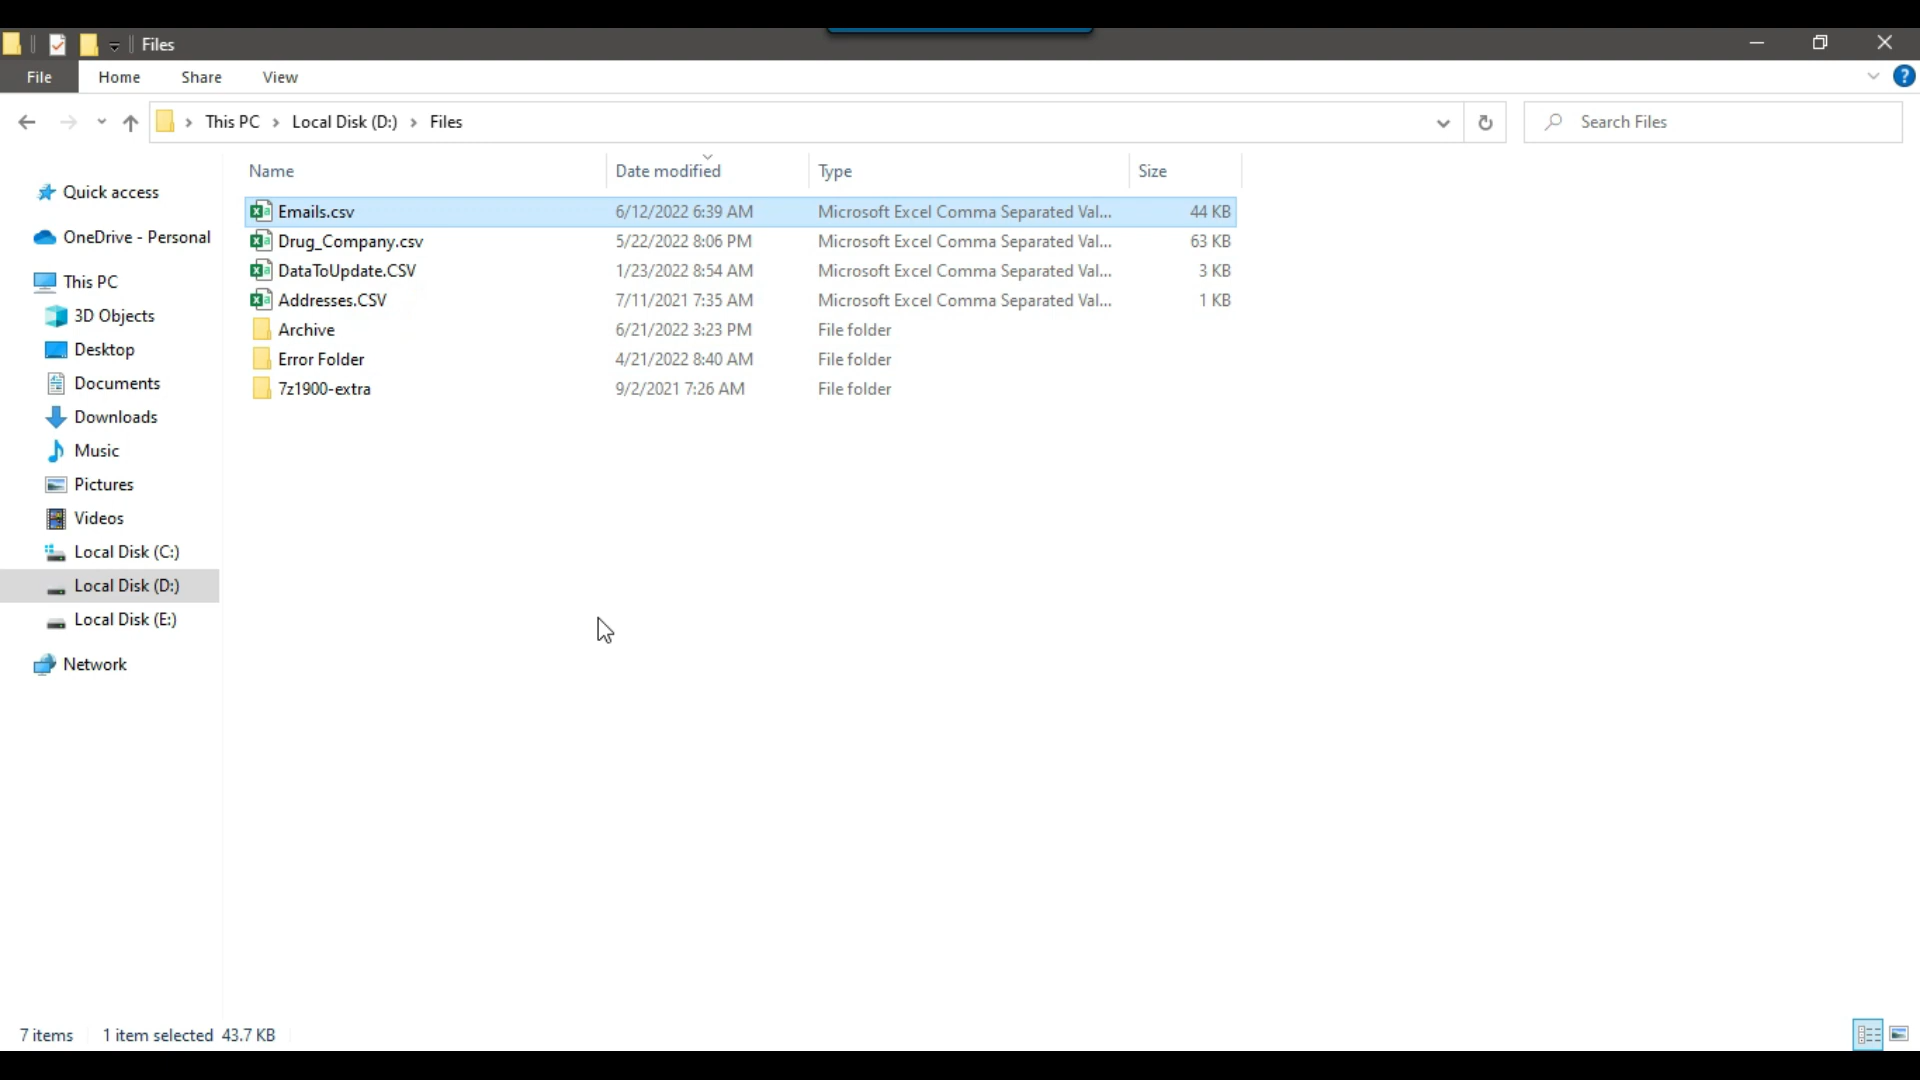 Files
File Home Share View
This PC > Local Disk (D:) > Files
Search Files
Name Date modified Type Size
Quick access
OneDrive - Personal
This PC
3D Objects
Desktop
Documents
Downloads
Music
Pictures
Videos
Local Disk (C:)
Local Disk (D:)
Local Disk (E:)
Network
Emails.csv 6/12/2022 6:39 AM Microsoft Excel Comma Separated Val... 44 KB
Drug_Company.csv 5/22/2022 8:06 PM Microsoft Excel Comma Separated Val... 63 KB
DataToUpdate.CSV 1/23/2022 8:54 AM Microsoft Excel Comma Separated Val... 3 KB
Addresses.CSV 7/11/2021 7:35 AM Microsoft Excel Comma Separated Val... 1 KB
Archive 6/21/2022 3:23 PM File folder
Error Folder 4/21/2022 8:40 AM File folder
7z1900-extra 9/2/2021 7:26 AM File folder
7 items 1 item selected 43.7 KB